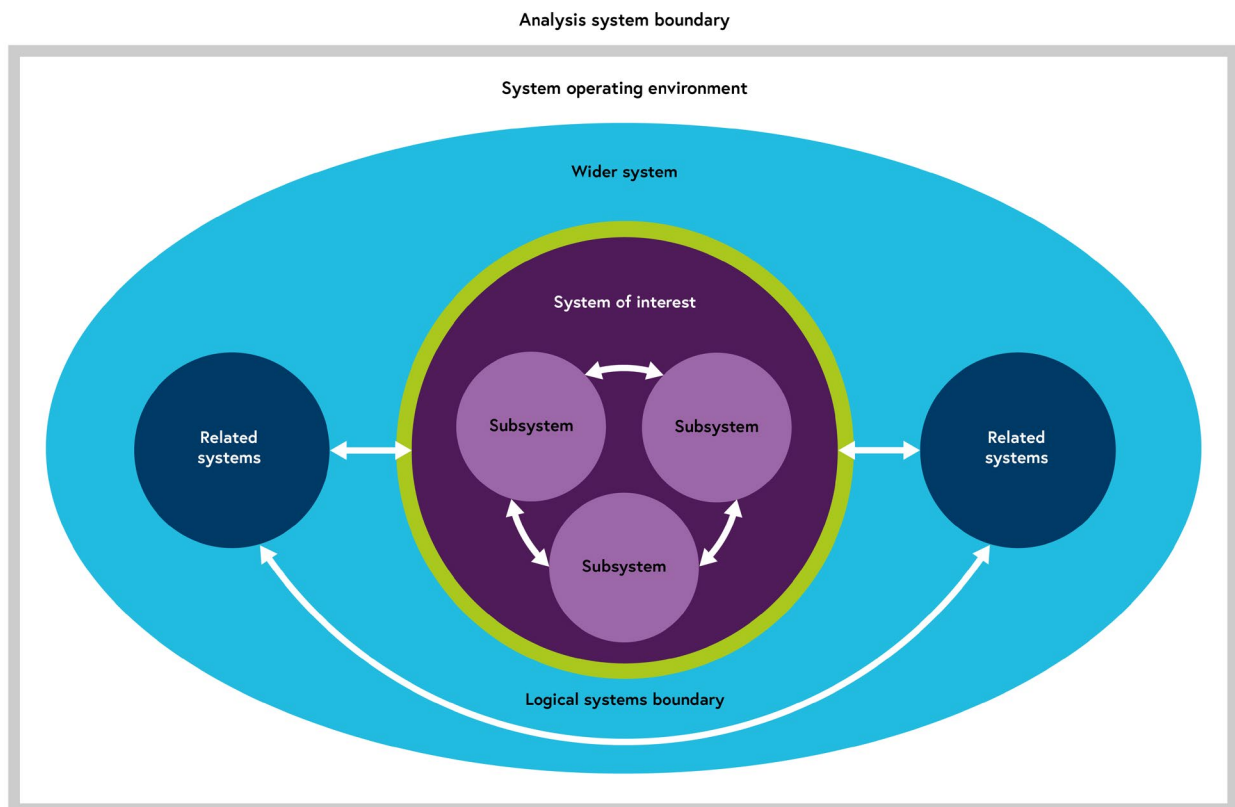 Analysis system boundary
System operating environment
Wider system
System of interest
Subsystem
Subsystem
Related
systems
Related
systems
Subsystem
Logical systems boundary